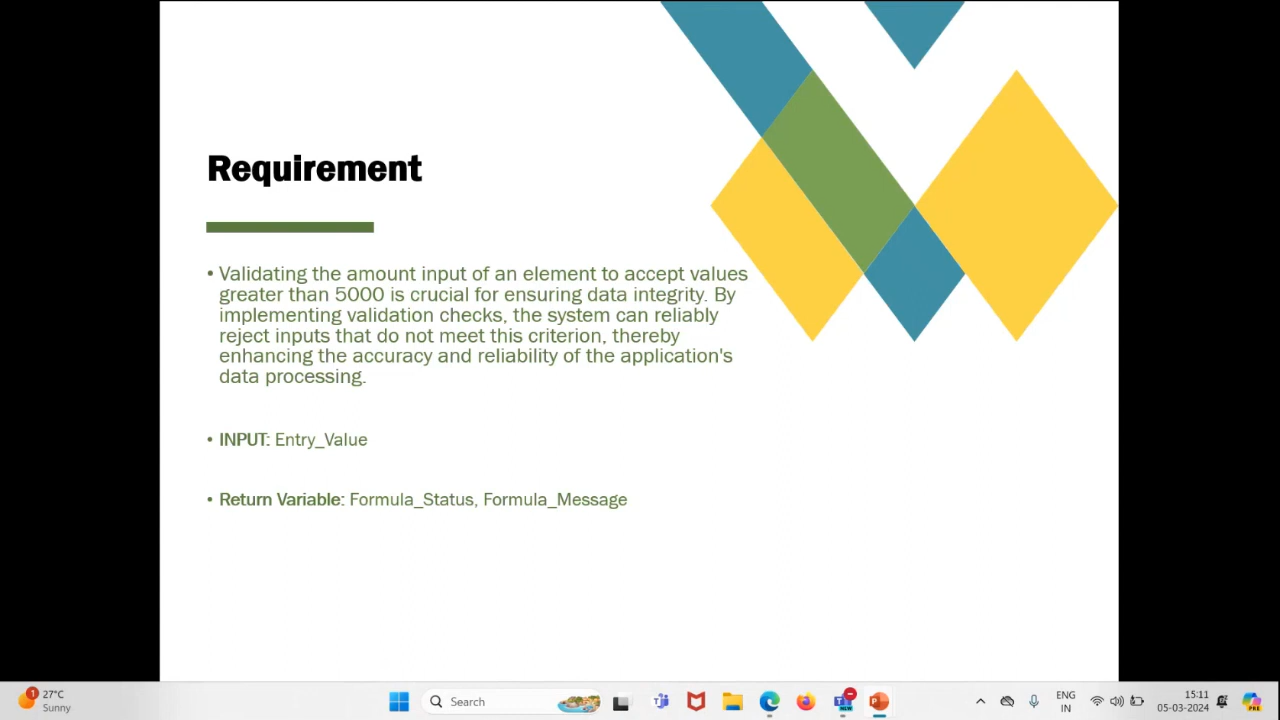 Requirement
• Validating the amount input of an element to accept values
greater than 5000 is crucial for ensuring data integrity. By
implementing validation checks, the system can reliably
reject inputs that do not meet this criterion, thereby
enhancing the accuracy and reliability of the application's
data processing.
• INPUT: Entry_Value
• Return Variable: Formula_Status, Formula_Message
1
27°C
Sunny
Search
NEW
ENG
IN
15:11
05-03-2024
PRE